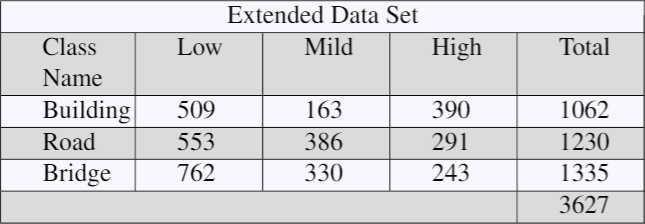 Extended Data Set
Class Name Low Mild High Total
Building 509 163 390 1062
Road 553 386 291 1230
Bridge 762 330 243 1335
3627